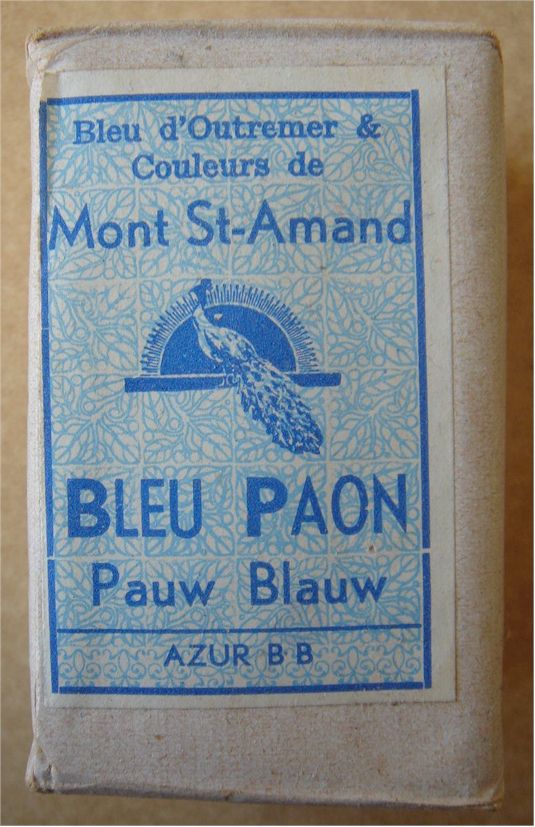 Bleu d'Outremer &
Couleurs de
Mont St-Amand
BLEU PAON
Pauw Blauw
AZUR B B